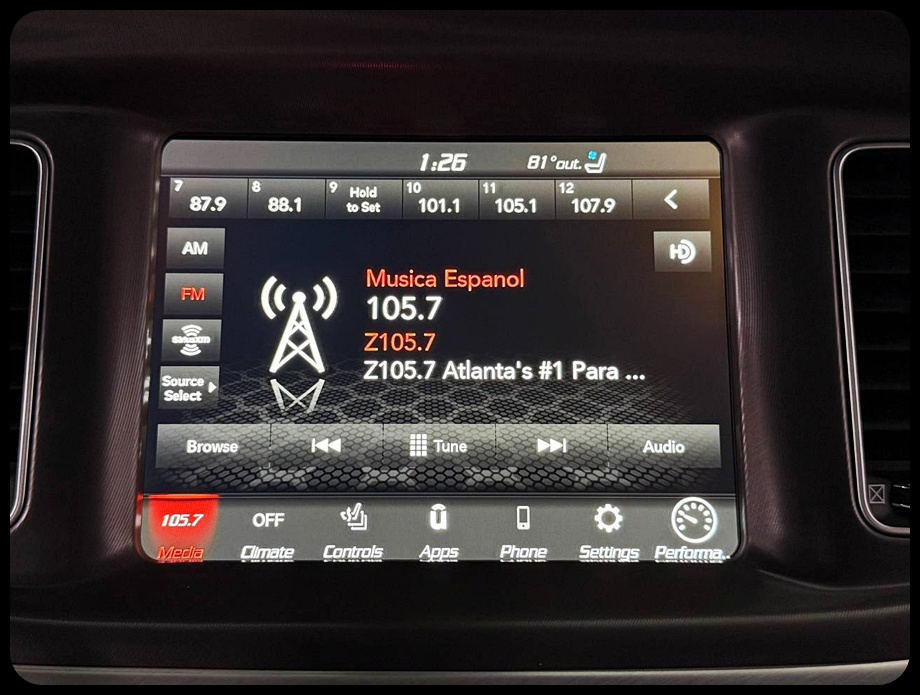 1:26 81°out.
7 87.9 8 88.1 9 Hold to Set 10 101.1 11 105.1 12 107.9
AM
HD
FM
Musica Espanol
105.7
siriusxm
Z105.7
Z105.7 Atlanta's #1 Para ...
Source
Select
Browse Tune Audio
105.7 OFF
Media Climate Controls Apps Phone Settings Performa..